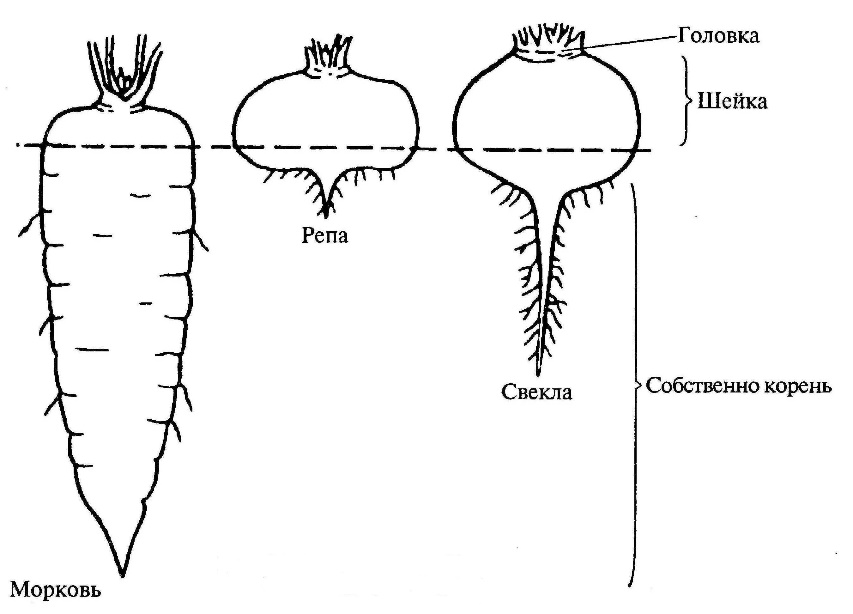 Головка
Шейка
Репа
Свекла
Собственно корень
Морковь